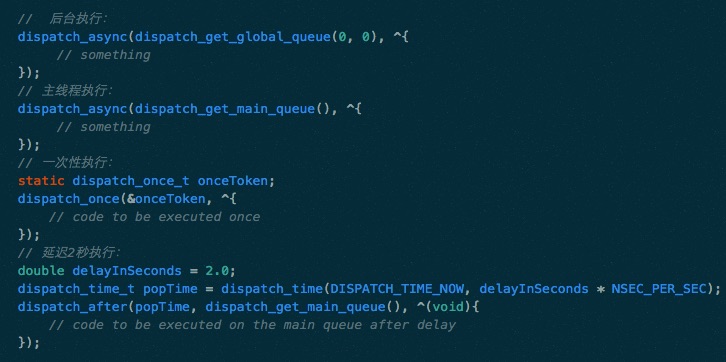 //  后台执行：
dispatch_async(dispatch_get_global_queue(0, 0), ^{
     // something
});
// 主线程执行：
dispatch_async(dispatch_get_main_queue(), ^{
     // something
});
// 一次性执行：
static dispatch_once_t onceToken;
dispatch_once(&onceToken, ^{
    // code to be executed once
});
// 延迟2秒执行：
double delayInSeconds = 2.0;
dispatch_time_t popTime = dispatch_time(DISPATCH_TIME_NOW, delayInSeconds * NSEC_PER_SEC);
dispatch_after(popTime, dispatch_get_main_queue(), ^(void){
    // code to be executed on the main queue after delay
});